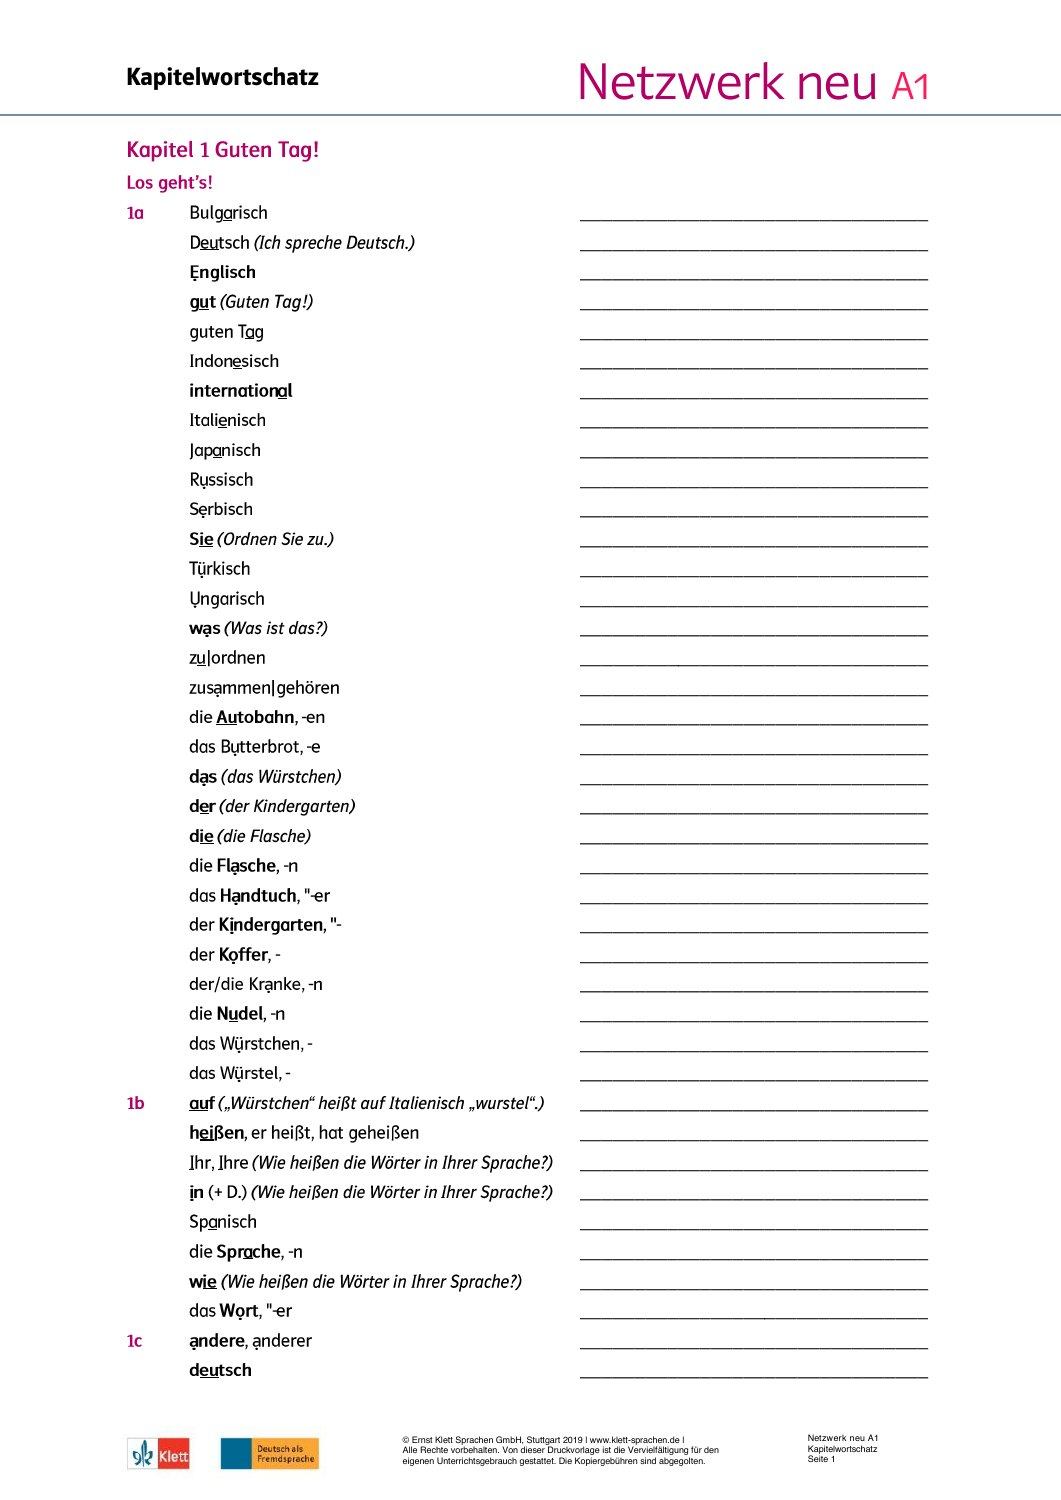 Kapitelwortschatz
Netzwerk neu A1
Kapitel 1 Guten Tag!
Los geht's!
1a Bulgarisch
Deutsch (Ich spreche Deutsch.)
Englisch
gut (Guten Tag!)
guten Tag
Indonesisch
international
Italienisch
Japanisch
Russisch
Serbisch
Sie (Ordnen Sie zu.)
Türkisch
Ungarisch
was (Was ist das?)
zu|ordnen
zusammen|gehören
die Autobahn, -en
das Butterbrot, -e
das (das Würstchen)
der (der Kindergarten)
die (die Flasche)
die Flasche, -n
das Handtuch, "-er
der Kindergarten, "-
der Koffer, -
der/die Kranke, -n
die Nudel, -n
das Würstchen, -
das Würstel, -
1b auf („Würstchen“ heißt auf Italienisch „wurstel“.)
heißen, er heißt, hat geheißen
Ihr, Ihre (Wie heißen die Wörter in Ihrer Sprache?)
in (+ D.) (Wie heißen die Wörter in Ihrer Sprache?)
Spanisch
die Sprache, -n
wie (Wie heißen die Wörter in Ihrer Sprache?)
das Wort, "-er
1c andere, anderer
deutsch
Klett
Deutsch als
Fremdsprache
© Ernst Klett Sprachen GmbH, Stuttgart 2019 | www.klett-sprachen.de |
Alle Rechte vorbehalten. Von dieser Druckvorlage ist die Vervielfältigung für den
eigenen Unterrichtsgebrauch gestattet. Die Kopiergebühren sind abgegolten.
Netzwerk neu A1
Kapitelwortschatz
Seite 1